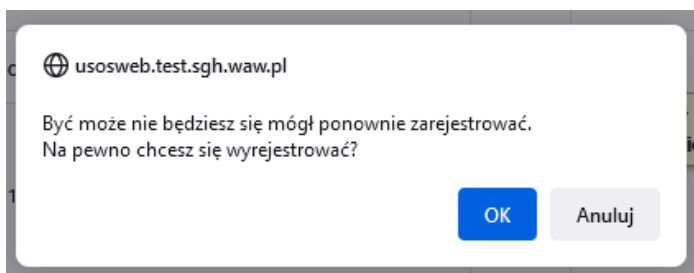 usosweb.test.sgh.waw.pl
Być może nie będziesz się mógł ponownie zarejestrować.
Na pewno chcesz się wyrejestrować?
OK Anuluj